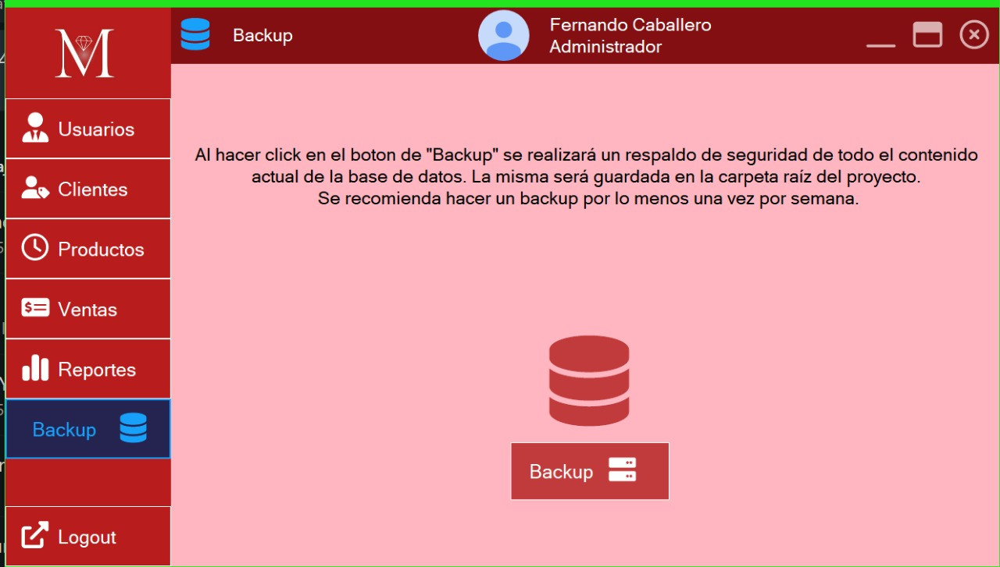 M
Backup
Fernando Caballero
Administrador
Usuarios
Clientes
Productos
Ventas
Reportes
Backup
Logout
Al hacer click en el boton de "Backup" se realizará un respaldo de seguridad de todo el contenido
actual de la base de datos. La misma será guardada en la carpeta raíz del proyecto.
Se recomienda hacer un backup por lo menos una vez por semana.
Backup